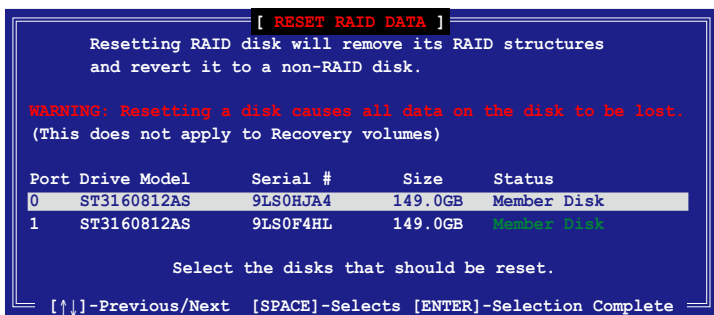 [ RESET RAID DATA ]
Resetting RAID disk will remove its RAID structures
and revert it to a non-RAID disk.
WARNING: Resetting a disk causes all data on the disk to be lost.
(This does not apply to Recovery volumes)
Port Drive Model Serial # Size Status
0 ST3160812AS 9LS0HJA4 149.0GB Member Disk
1 ST3160812AS 9LS0F4HL 149.0GB Member Disk
Select the disks that should be reset.
[↑↓]-Previous/Next [SPACE]-Selects [ENTER]-Selection Complete